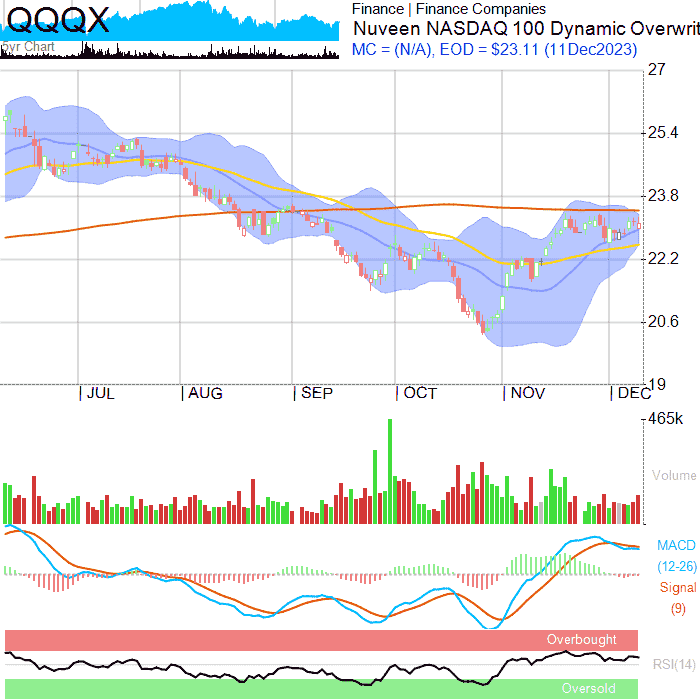 QQQX
5yr Chart
Finance | Finance Companies
Nuveen NASDAQ 100 Dynamic Overwrit
MC = (N/A), EOD = $23.11 (11Dec2023)
27
25.4
23.8
22.2
20.6
19
JUL AUG SEP OCT NOV DEC
465k
Volume
MACD
(12-26)
Signal
(9)
Overbought
RSI(14)
Oversold